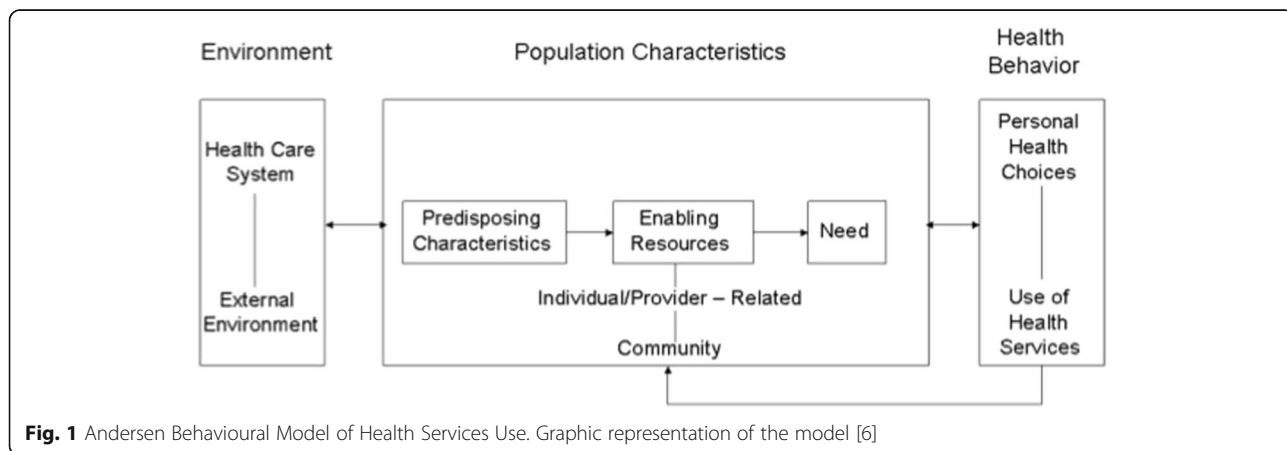 Environment
Population Characteristics
Health
Behavior
Health Care
System
External
Environment
Predisposing
Characteristics
Enabling
Resources
Need
Individual/Provider – Related
Community
Personal
Health
Choices
Use of
Health
Services
Fig. 1 Andersen Behavioural Model of Health Services Use. Graphic representation of the model [6]